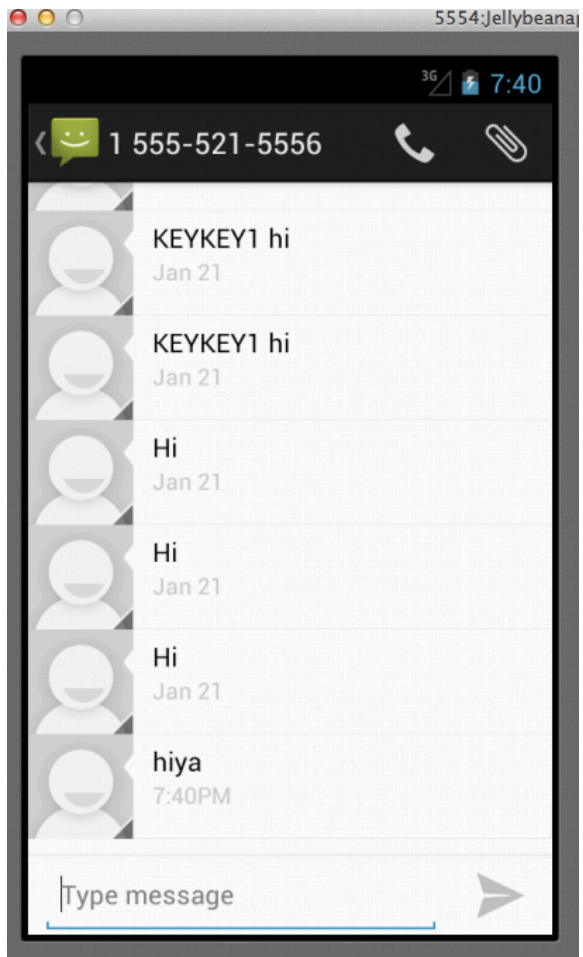 5554:Jellybeanap
3G 7:40
1 555-521-5556
KEYKEY1 hi
Jan 21
KEYKEY1 hi
Jan 21
Hi
Jan 21
Hi
Jan 21
Hi
Jan 21
hiya
7:40PM
Type message